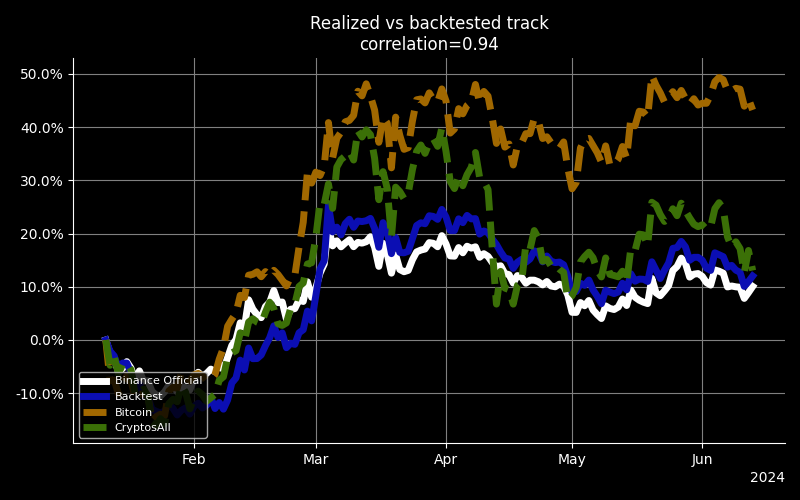 Realized vs backtested track
correlation=0.94
50.0%
40.0%
30.0%
20.0%
10.0%
0.0%
-10.0%
Binance Official
Backtest
Bitcoin
CryptosAll
Feb
Mar
Apr
May
Jun
2024